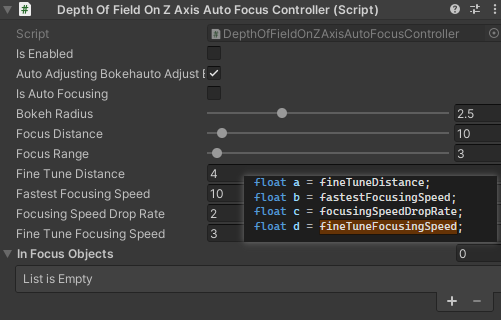 Depth Of Field On Z Axis Auto Focus Controller (Script)
Script
DepthOfFieldOnZAxisAutoFocusController
Is Enabled
Auto Adjusting Bokehauto Adjust
Is Auto Focusing
Bokeh Radius 2.5
Focus Distance 10
Focus Range 3
Fine Tune Distance 4
Fastest Focusing Speed 10
Focusing Speed Drop Rate 2
Fine Tune Focusing Speed 3
float a = fineTuneDistance;
float b = fastestFocusingSpeed;
float c = focusingSpeedDropRate;
float d = fineTuneFocusingSpeed;
In Focus Objects 0
List is Empty
+ −